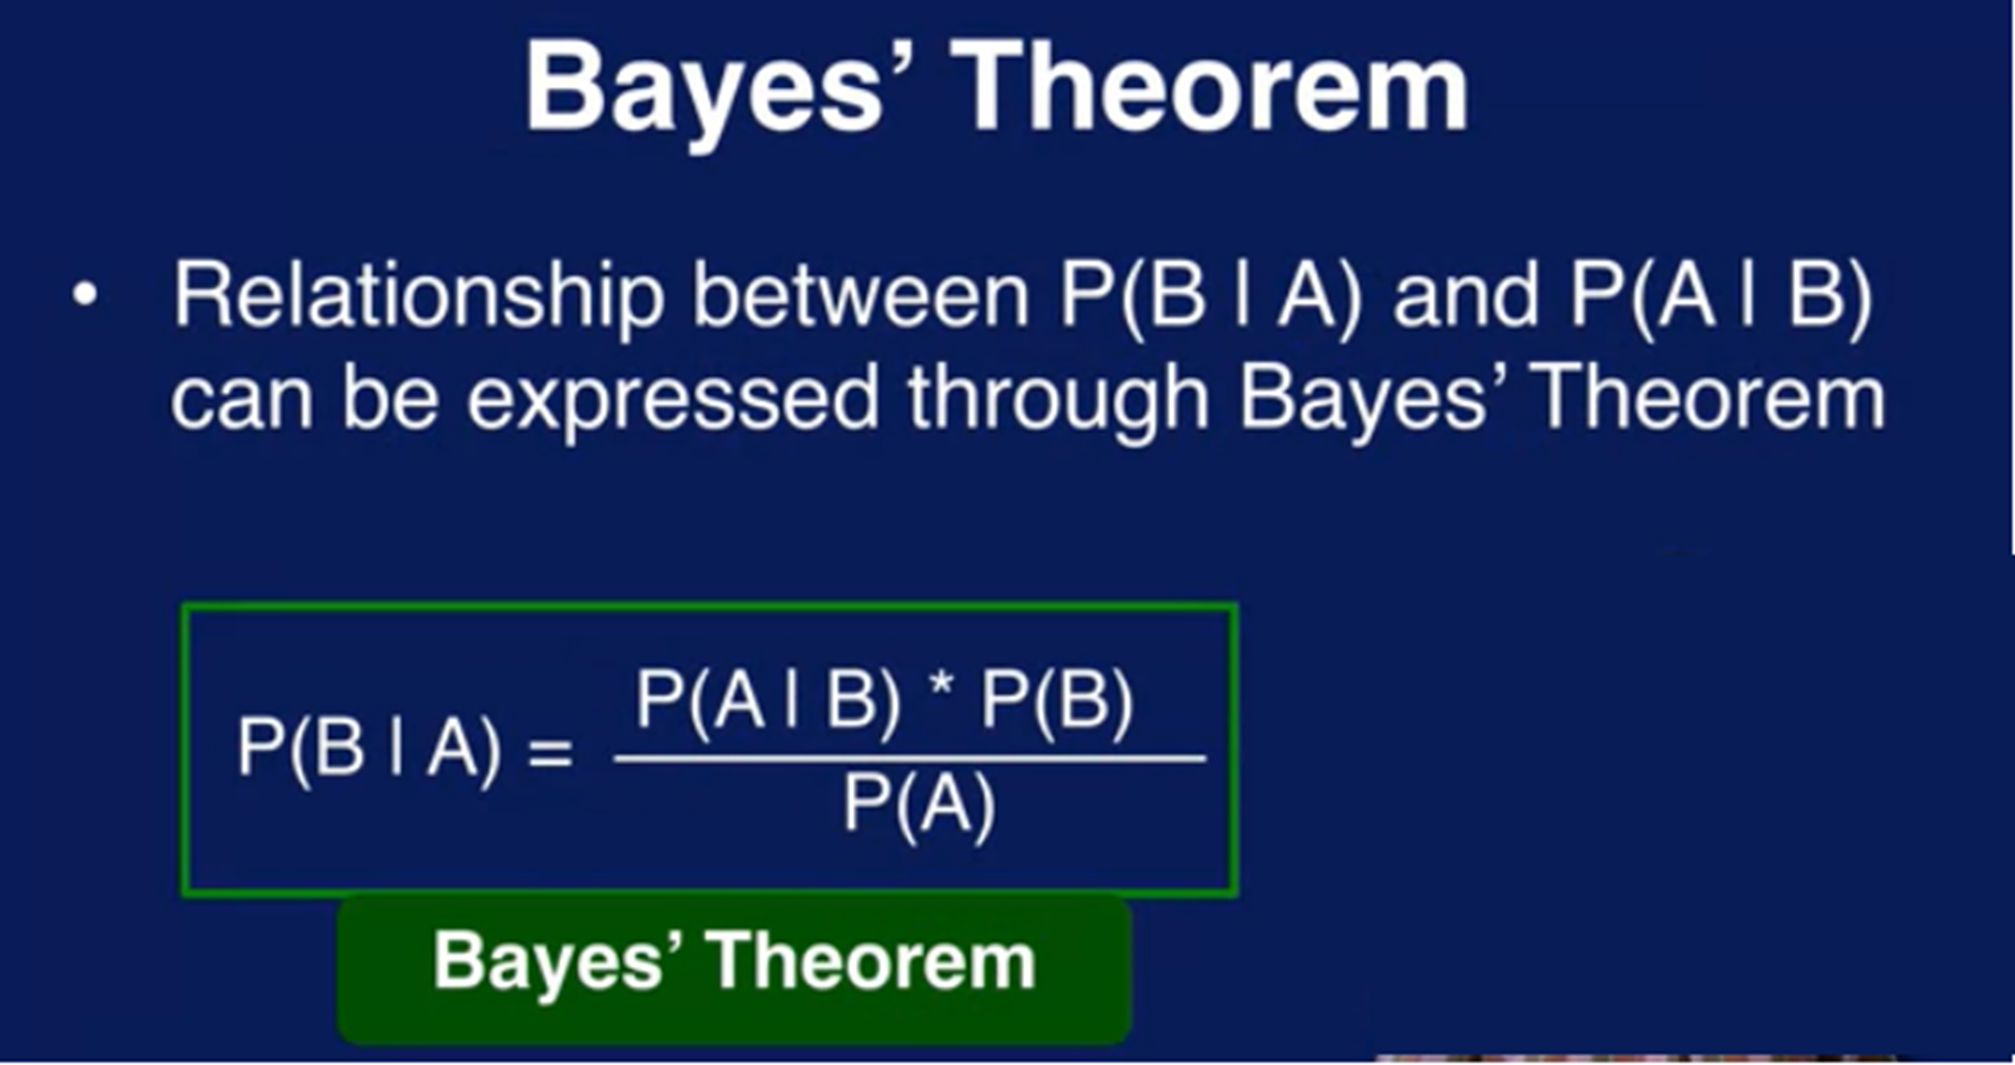 Bayes’ Theorem
• Relationship between P(B | A) and P(A | B)
can be expressed through Bayes’ Theorem
P(A | B) * P(B)
P(B | A) =
P(A)
Bayes’ Theorem